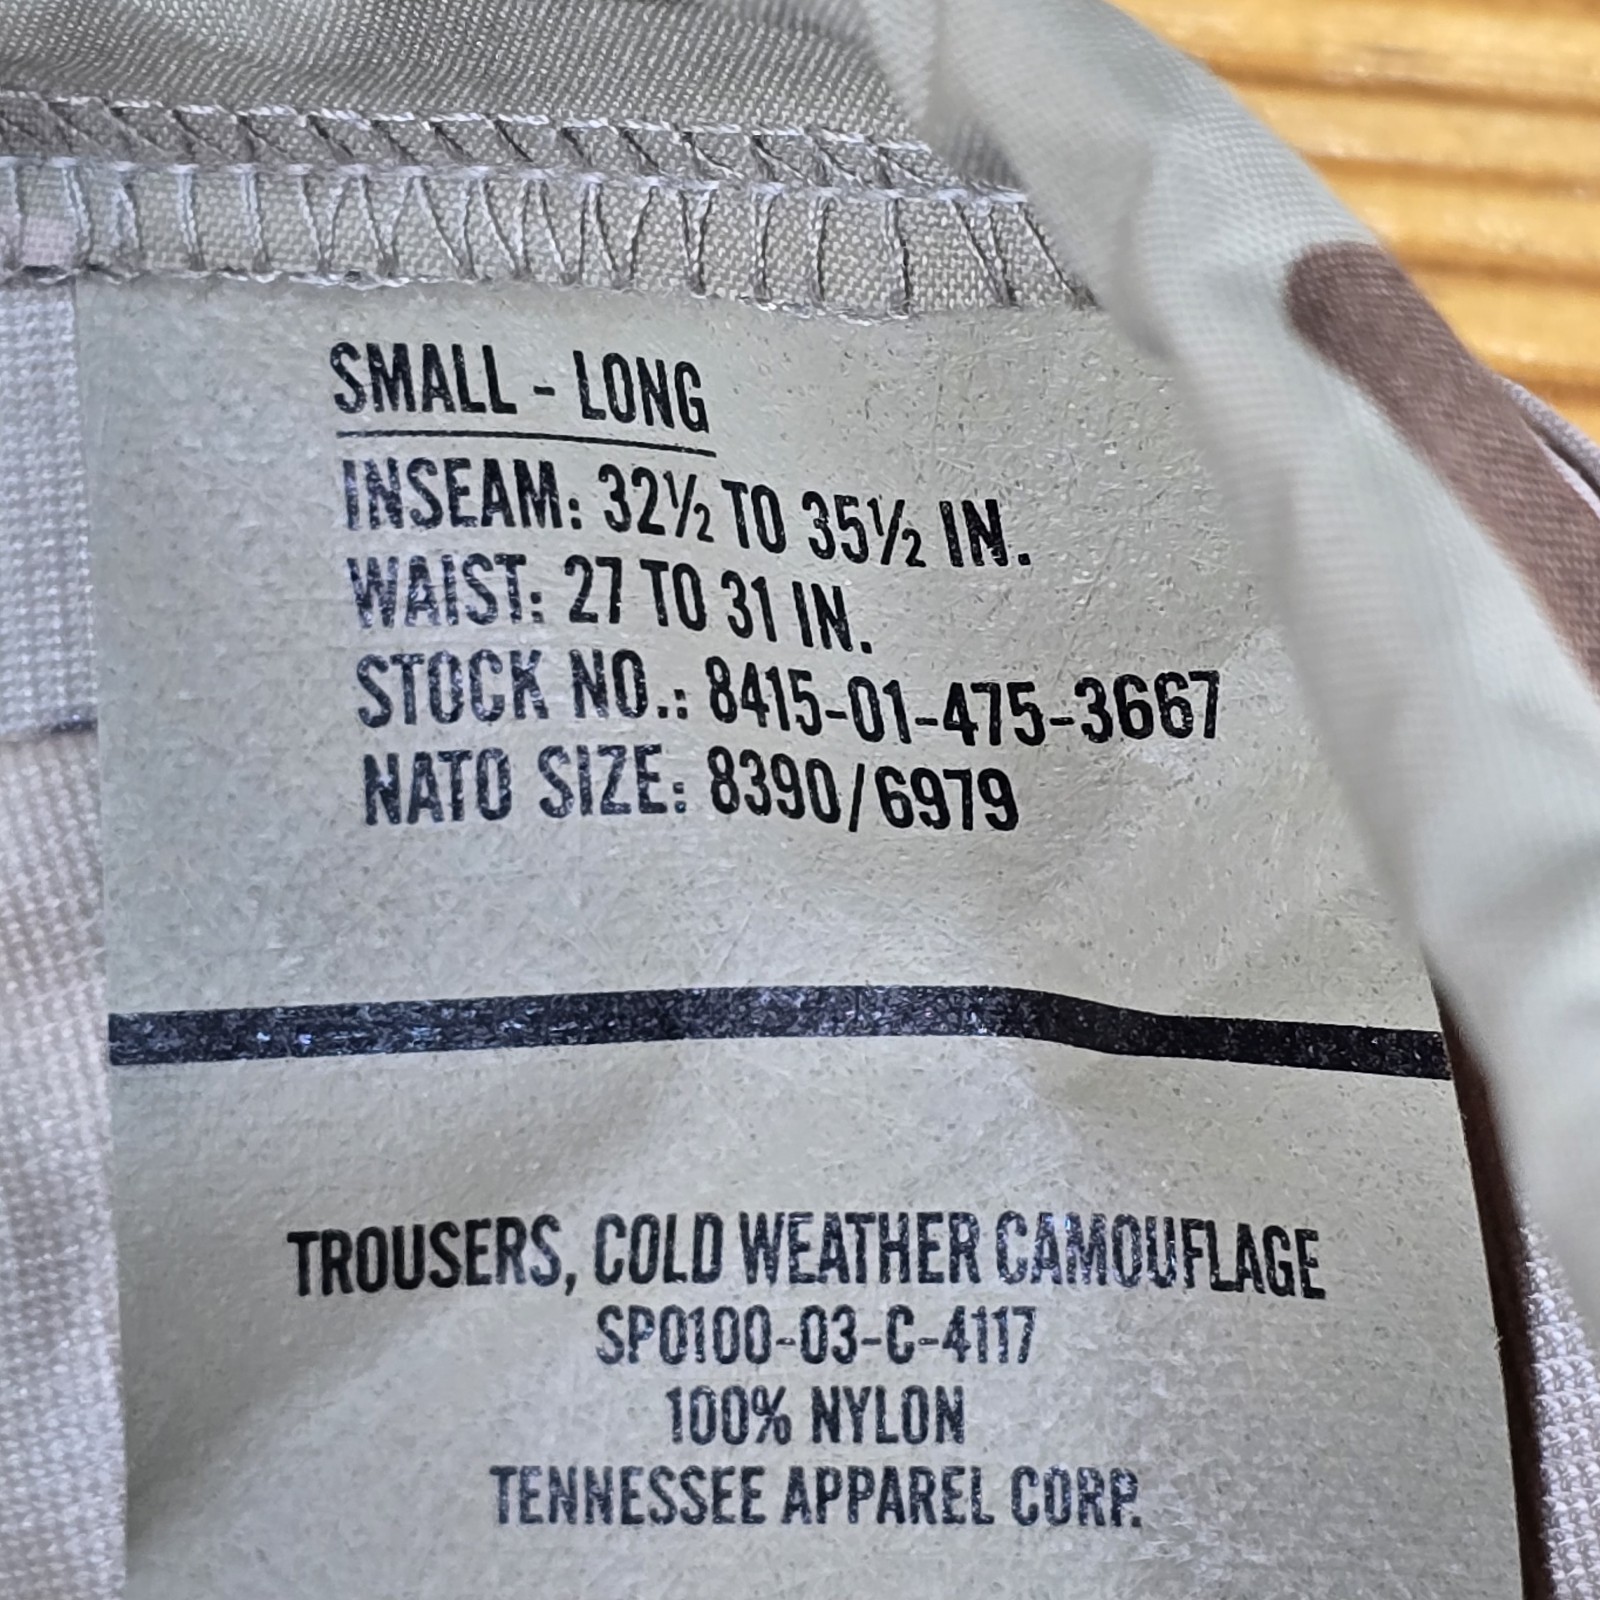 SMALL - LONG
INSEAM: 32½ TO 35½ IN.
WAIST: 27 TO 31 IN.
STOCK NO.: 8415-01-475-3667
NATO SIZE: 8390/6979
TROUSERS, COLD WEATHER CAMOUFLAGE
SP0100-03-C-4117
100% NYLON
TENNESSEE APPAREL CORP.